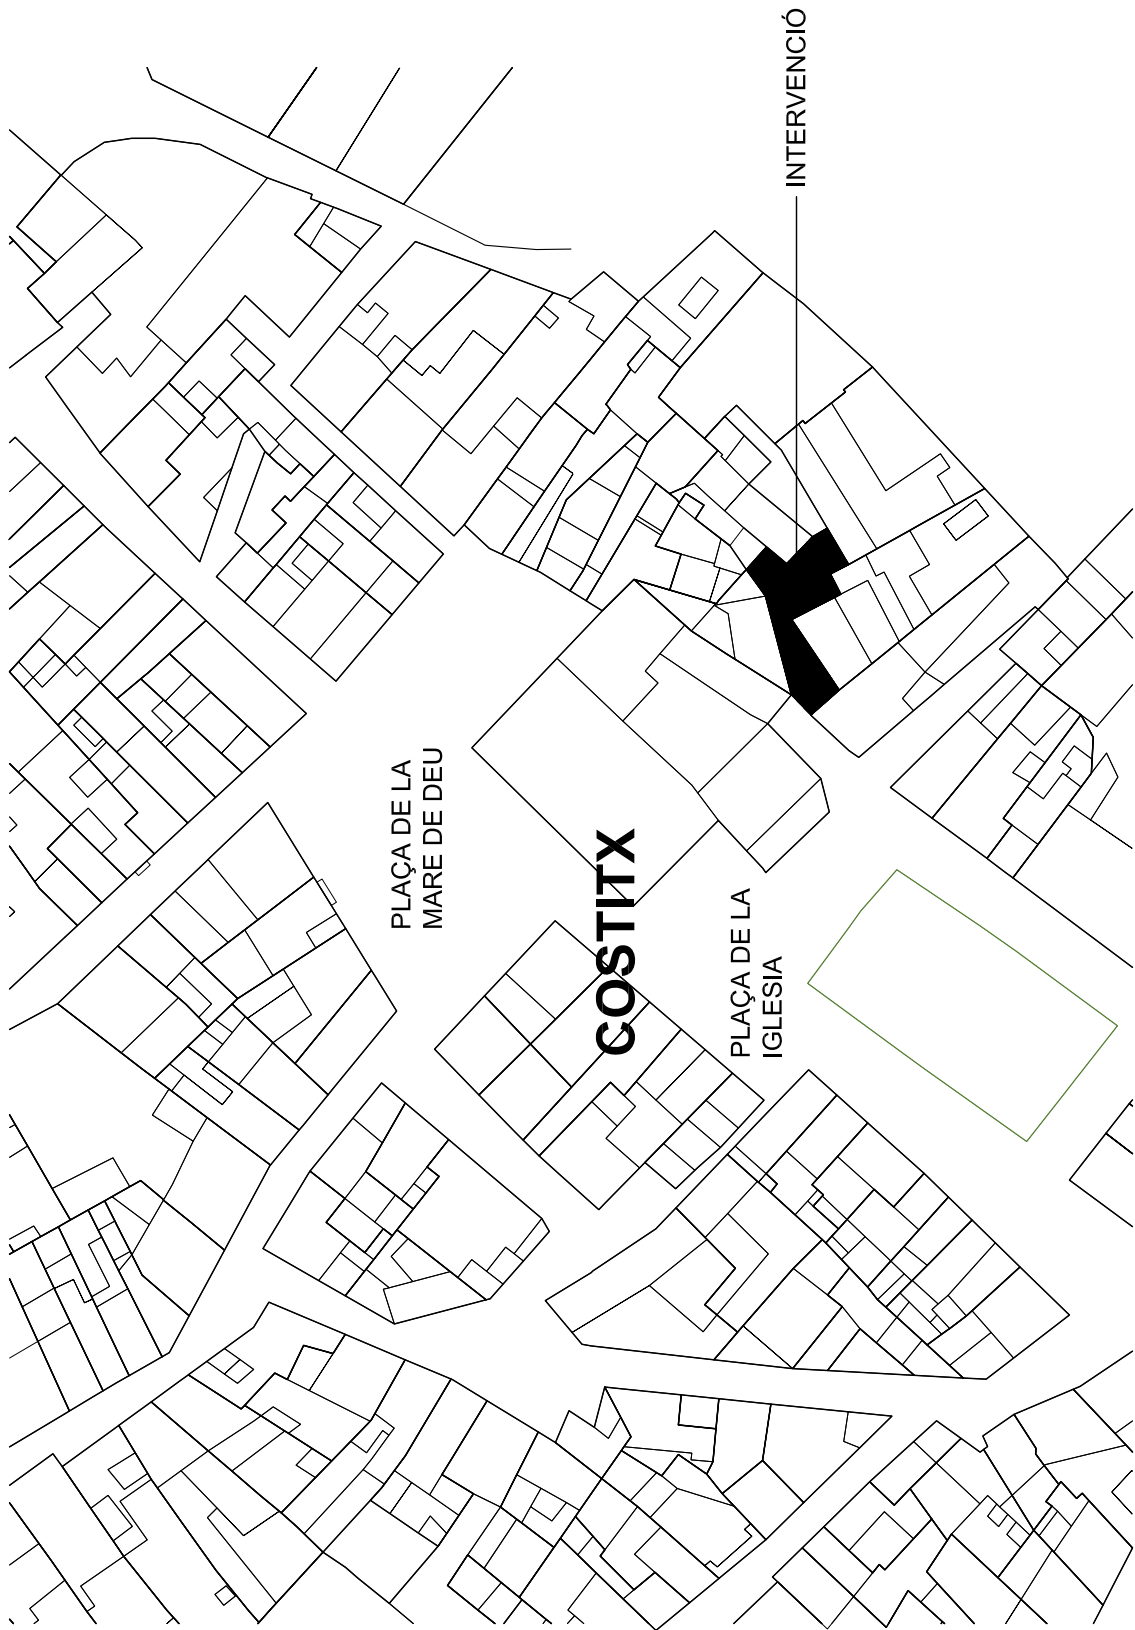 INTERVENCIÓ
PLAÇA DE LA
MARE DE DEU
COSTITX
PLAÇA DE LA
IGLESIA